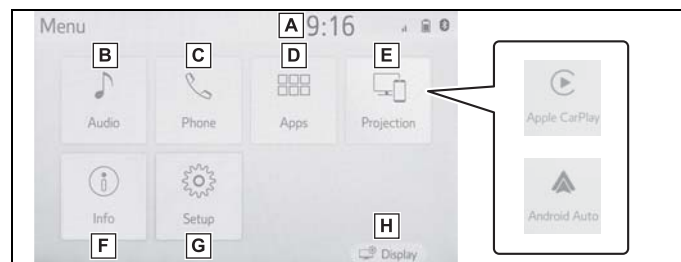 Menu
A 9:16
B C D E
Audio Phone Apps Projection
Apple CarPlay
Info Setup
F G H
Display
Android Auto